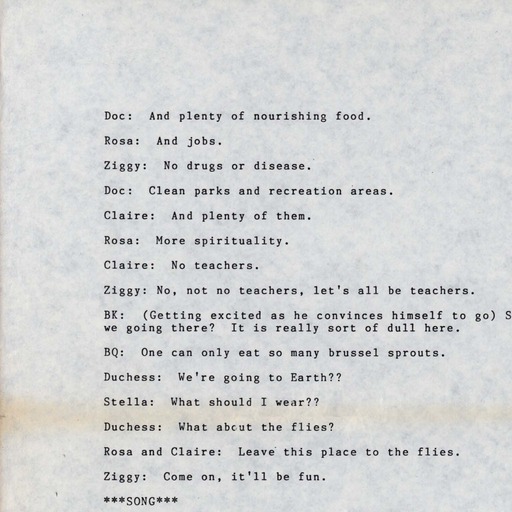 Doc:  And plenty of nourishing food.
Rosa:  And jobs.
Ziggy:  No drugs or disease.
Doc:  Clean parks and recreation areas.
Claire:  And plenty of them.
Rosa:  More spirituality.
Claire:  No teachers.
Ziggy: No, not no teachers, let's all be teachers.
BK:  (Getting excited as he convinces himself to go) S
we going there?  It is really sort of dull here.
BQ:  One can only eat so many brussel sprouts.
Duchess:  We're going to Earth??
Stella:  What should I wear??
Duchess:  What about the flies?
Rosa and Claire:  Leave this place to the flies.
Ziggy:  Come on, it'll be fun.
***SONG***